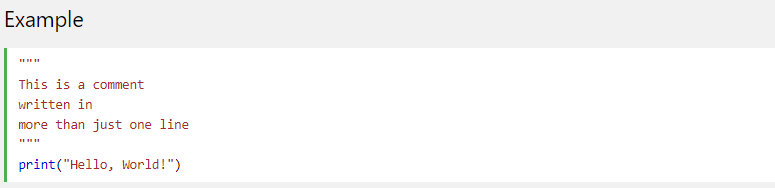 Example
"""
This is a comment
written in
more than just one line
"""
print("Hello, World!")